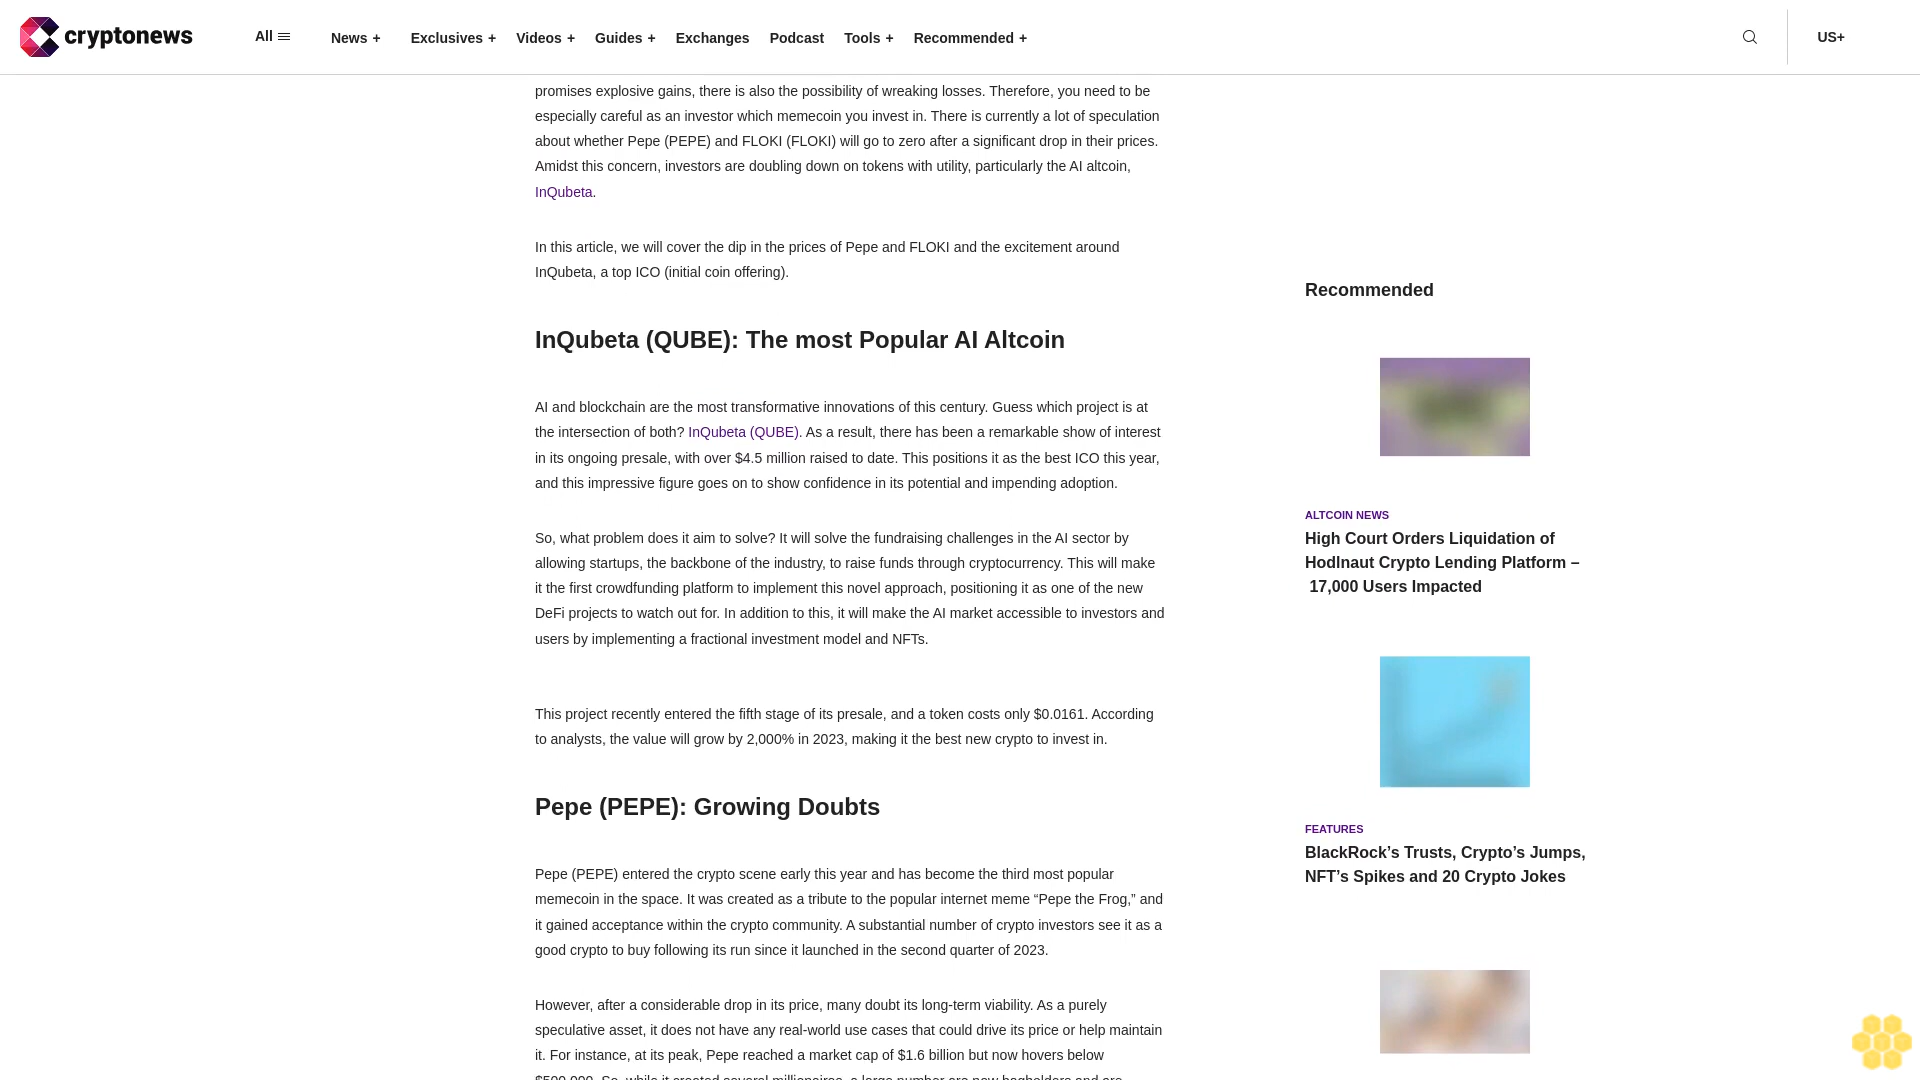 cryptonews
All
News +
Exclusives +
Videos +
Guides +
Exchanges
Podcast
Tools +
Recommended +
US+
promises explosive gains, there is also the possibility of wreaking losses. Therefore, you need to be
especially careful as an investor which memecoin you invest in. There is currently a lot of speculation
about whether Pepe (PEPE) and FLOKI (FLOKI) will go to zero after a significant drop in their prices.
Amidst this concern, investors are doubling down on tokens with utility, particularly the AI altcoin,
InQubeta.
In this article, we will cover the dip in the prices of Pepe and FLOKI and the excitement around
InQubeta, a top ICO (initial coin offering).
InQubeta (QUBE): The most Popular AI Altcoin
AI and blockchain are the most transformative innovations of this century. Guess which project is at
the intersection of both? InQubeta (QUBE). As a result, there has been a remarkable show of interest
in its ongoing presale, with over $4.5 million raised to date. This positions it as the best ICO this year,
and this impressive figure goes on to show confidence in its potential and impending adoption.
So, what problem does it aim to solve? It will solve the fundraising challenges in the AI sector by
allowing startups, the backbone of the industry, to raise funds through cryptocurrency. This will make
it the first crowdfunding platform to implement this novel approach, positioning it as one of the new
DeFi projects to watch out for. In addition to this, it will make the AI market accessible to investors and
users by implementing a fractional investment model and NFTs.
This project recently entered the fifth stage of its presale, and a token costs only $0.0161. According
to analysts, the value will grow by 2,000% in 2023, making it the best new crypto to invest in.
Pepe (PEPE): Growing Doubts
Pepe (PEPE) entered the crypto scene early this year and has become the third most popular
memecoin in the space. It was created as a tribute to the popular internet meme “Pepe the Frog,” and
it gained acceptance within the crypto community. A substantial number of crypto investors see it as a
good crypto to buy following its run since it launched in the second quarter of 2023.
However, after a considerable drop in its price, many doubt its long-term viability. As a purely
speculative asset, it does not have any real-world use cases that could drive its price or help maintain
it. For instance, at its peak, Pepe reached a market cap of $1.6 billion but now hovers below
$500,000. So, while it created several millionaires, a large number are now bagholders and are
Recommended
ALTCOIN NEWS
High Court Orders Liquidation of
Hodlnaut Crypto Lending Platform –
17,000 Users Impacted
FEATURES
BlackRock’s Trusts, Crypto’s Jumps,
NFT’s Spikes and 20 Crypto Jokes